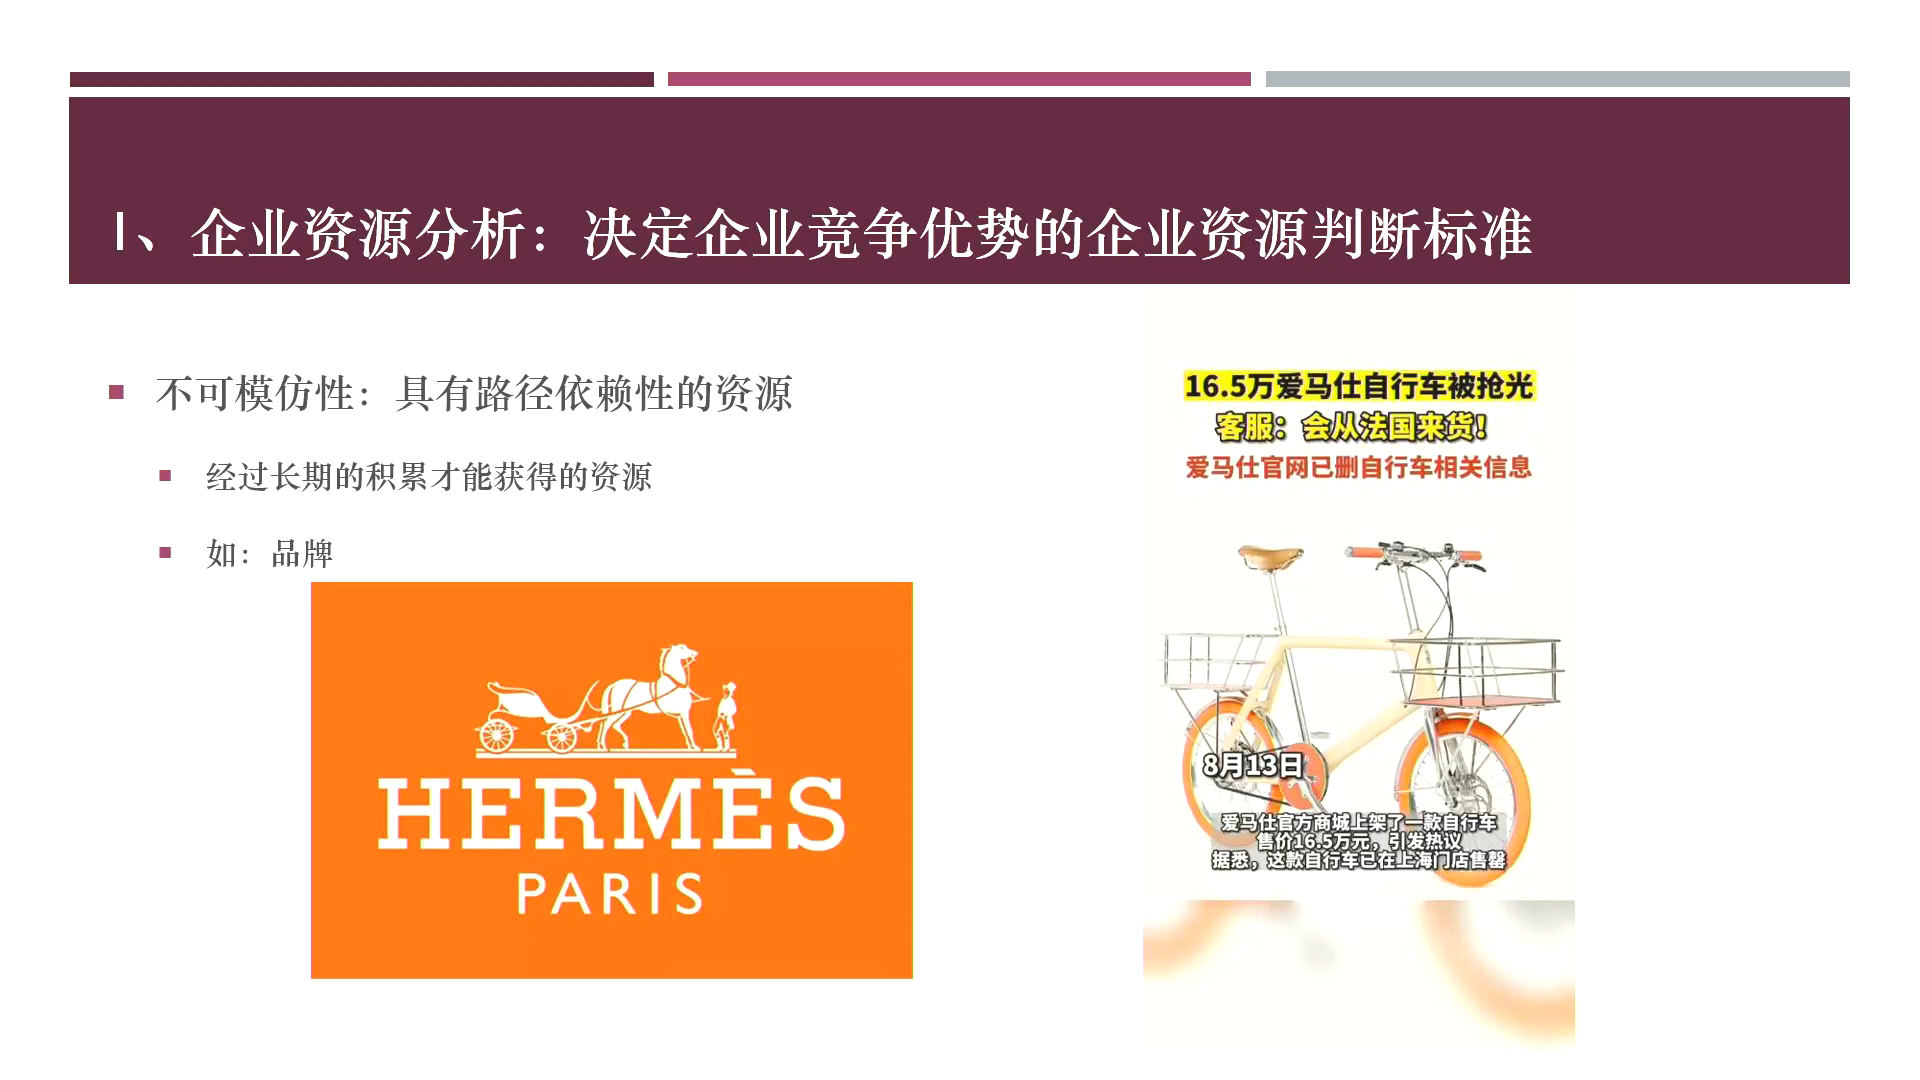 1、企业资源分析：决定企业竞争优势的企业资源判断标准
不可模仿性：具有路径依赖性的资源
经过长期的积累才能获得的资源
如：品牌
HERMÈS
PARIS
16.5万爱马仕自行车被抢光
客服：会从法国来货！
爱马仕官网已删自行车相关信息
8月13日
爱马仕官方商城上架了一款自行车
售价16.5万元，引发热议
据悉，这款自行车已在上海门店售罄